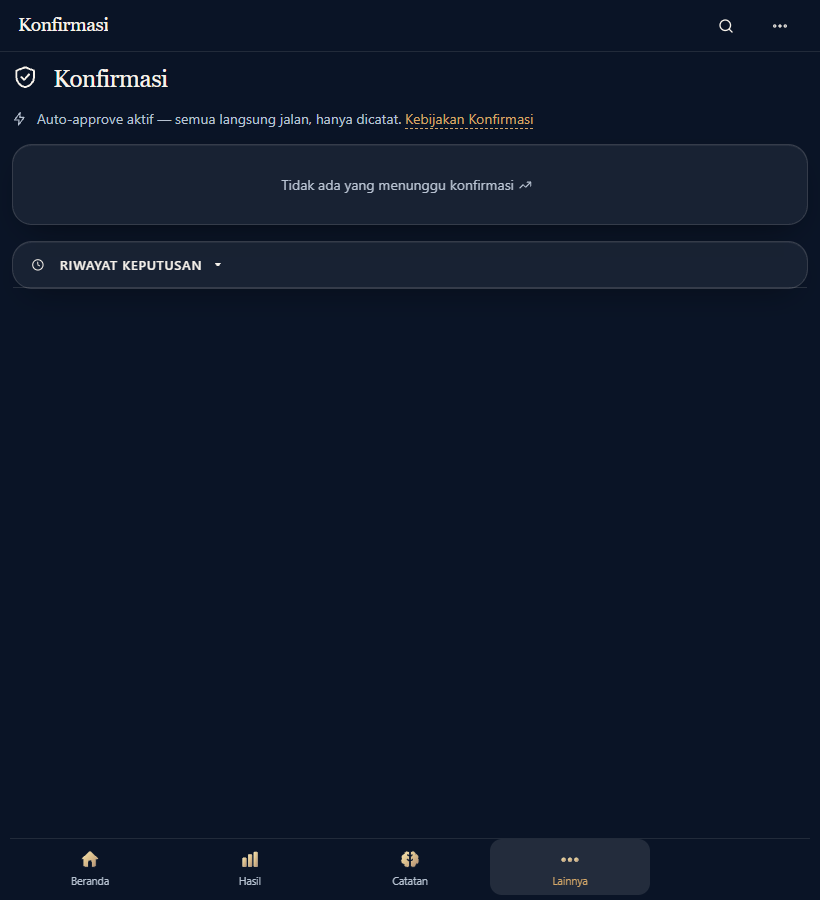 Konfirmasi
Konfirmasi
Auto-approve aktif — semua langsung jalan, hanya dicatat. Kebijakan Konfirmasi
Tidak ada yang menunggu konfirmasi
RIWAYAT KEPUTUSAN
Beranda
Hasil
Catatan
Lainnya